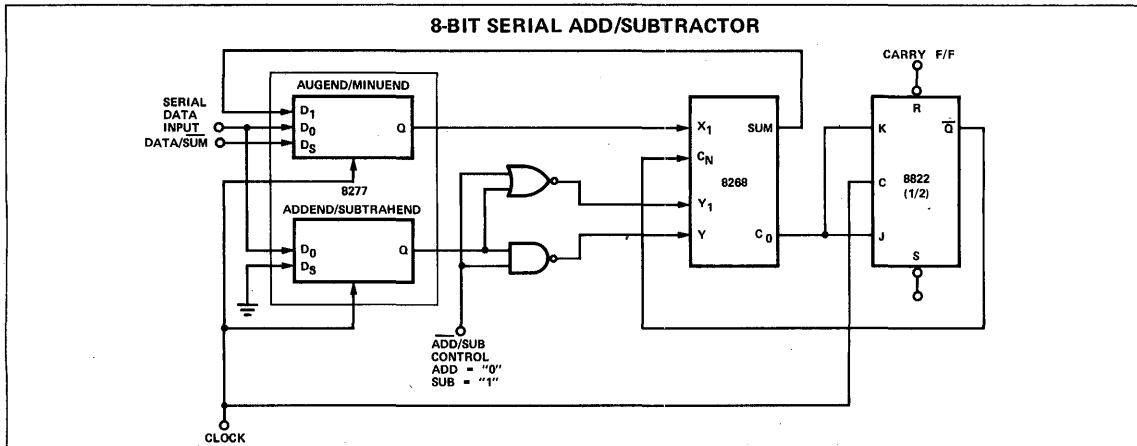 8-BIT SERIAL ADD/SUBTRACTOR
CARRY F/F
AUGEND/MINUEND
SERIAL
DATA
INPUT
DATA/SUM
D1
D0
DS
Q
8277
ADDEND/SUBTRAHEND
D0
DS
Q
X1
SUM
CN
8268
Y1
Y
C0
R
K
Q
C
8822
(1/2)
J
S
ADD/SUB
CONTROL
ADD = "0"
SUB = "1"
CLOCK